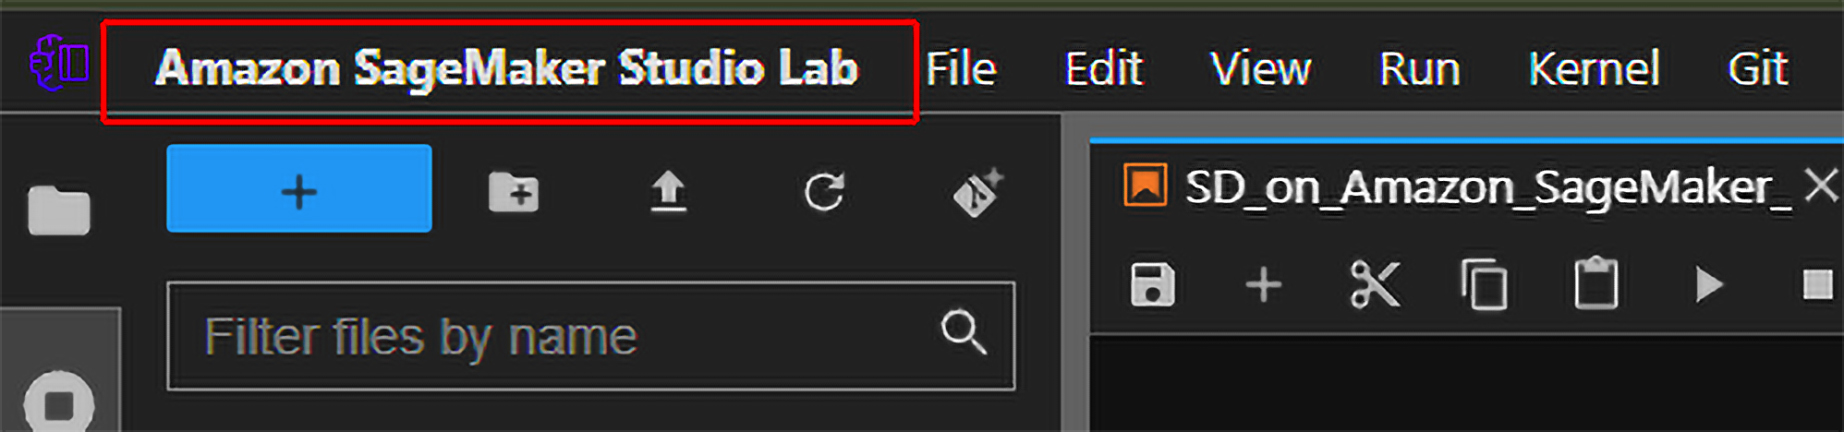 Amazon SageMaker Studio Lab File Edit View Run Kernel Git
SD_on_Amazon_SageMaker_
Filter files by name